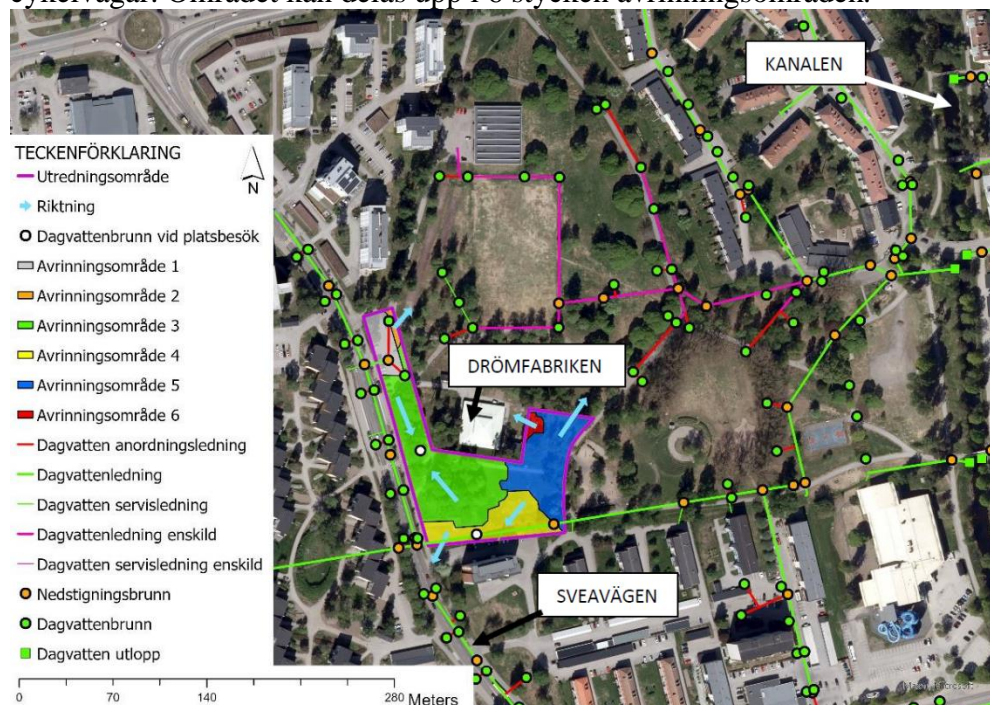 cykelvägar. Området kan delas upp i 6 stycken avrinningsområden.
KANALEN
TECKENFÖRKLARING
Utredningsområde
Riktning
N
Dagvattenbrunn vid platsbesök
Avrinningsområde 1
Avrinningsområde 2
Avrinningsområde 3
Avrinningsområde 4
Avrinningsområde 5
Avrinningsområde 6
Dagvatten anordningsledning
Dagvattenledning
Dagvatten servisledning
Dagvattenledning enskild
Dagvatten servisledning enskild
Nedstigningsbrunn
Dagvattenbrunn
Dagvatten utlopp
0 70 140 280 Meters
DRÖMFABRIKEN
SVEAVÄGEN